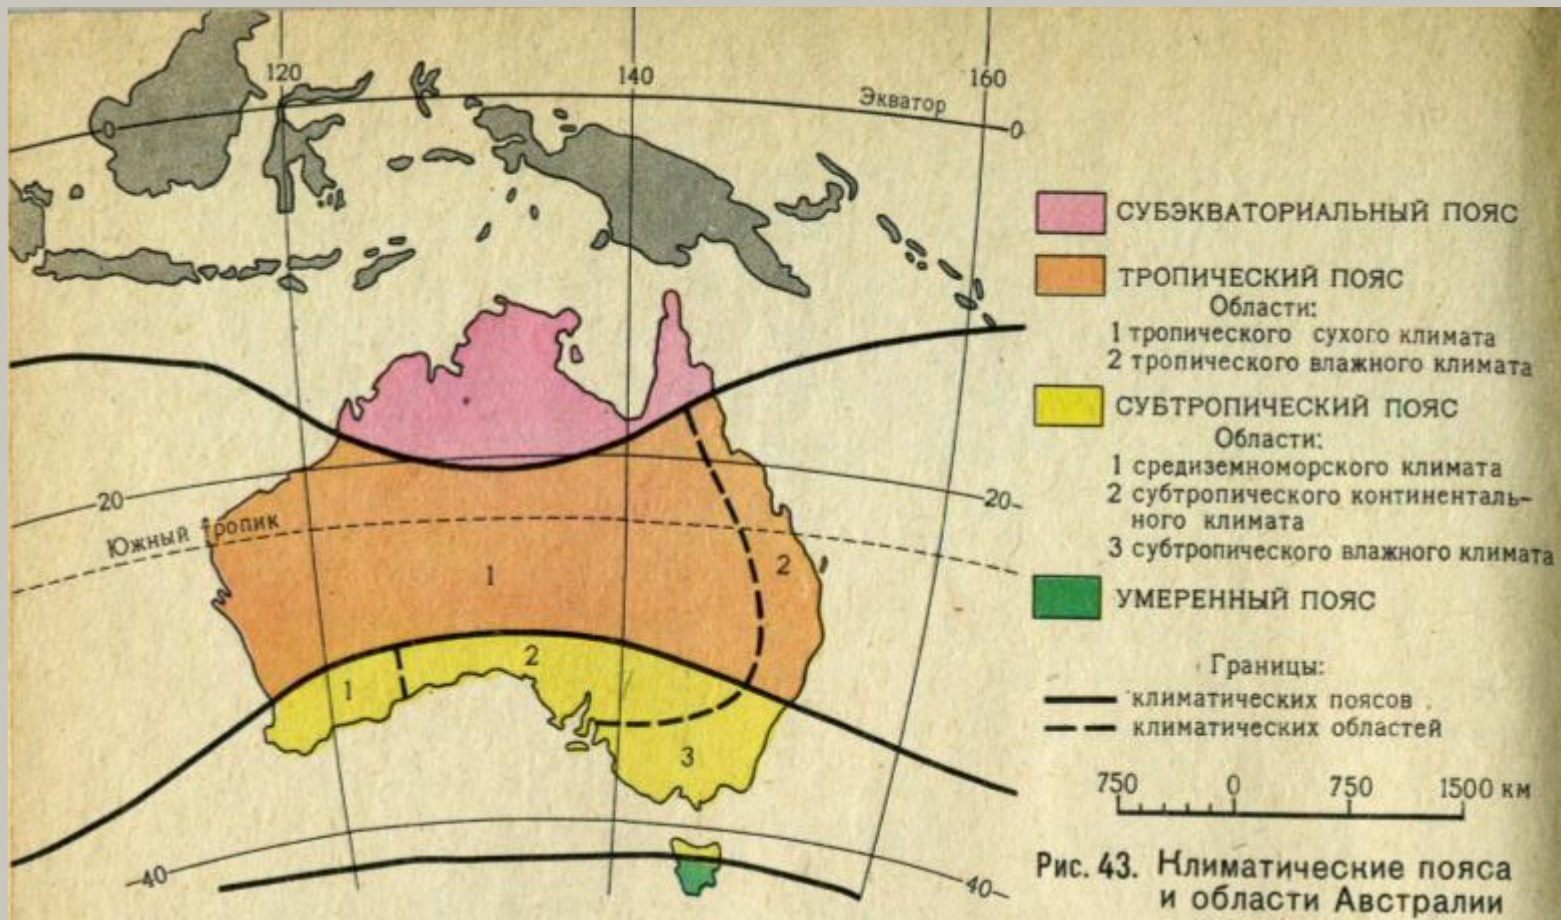 120
140
160
Экватор
0
0
СУБЭКВАТОРИАЛЬНЫЙ ПОЯС
ТРОПИЧЕСКИЙ ПОЯС
Области:
1 тропического сухого климата
2 тропического влажного климата
СУБТРОПИЧЕСКИЙ ПОЯС
Области:
1 средиземноморского климата
2 субтропического континенталь-
ного климата
3 субтропического влажного климата
УМЕРЕННЫЙ ПОЯС
Границы:
климатических поясов
климатических областей
750 0 750 1500 км
Рис. 43. Климатические пояса
и области Австралии
20
20
Южный тропик
1
2
1
2
3
40
40